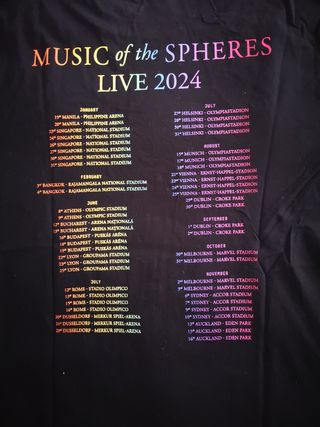 MUSIC of the SPHERES
LIVE 2024
JANUARY
19th MANILA - PHILIPPINE ARENA
20th MANILA - PHILIPPINE ARENA
23rd SINGAPORE - NATIONAL STADIUM
24th SINGAPORE - NATIONAL STADIUM
26th SINGAPORE - NATIONAL STADIUM
27th SINGAPORE - NATIONAL STADIUM
30th SINGAPORE - NATIONAL STADIUM
31st SINGAPORE - NATIONAL STADIUM
FEBRUARY
3rd BANGKOK - RAJAMANGALA NATIONAL STADIUM
4th BANGKOK - RAJAMANGALA NATIONAL STADIUM
JUNE
8th ATHENS - OLYMPIC STADIUM
9th ATHENS - OLYMPIC STADIUM
12th BUCHAREST - ARENA NAȚIONALĂ
13th BUCHAREST - ARENA NAȚIONALĂ
16th BUDAPEST - PUSKÁS ARÉNA
18th BUDAPEST - PUSKÁS ARÉNA
19th BUDAPEST - PUSKÁS ARÉNA
22nd LYON - GROUPAMA STADIUM
23rd LYON - GROUPAMA STADIUM
25th LYON - GROUPAMA STADIUM
JULY
12th ROME - STADIO OLIMPICO
13th ROME - STADIO OLIMPICO
15th ROME - STADIO OLIMPICO
16th ROME - STADIO OLIMPICO
20th DUSSELDORF - MERKUR SPIEL-ARENA
21st DUSSELDORF - MERKUR SPIEL-ARENA
23rd DUSSELDORF - MERKUR SPIEL-ARENA
JULY
27th HELSINKI - OLYMPIASTADION
28th HELSINKI - OLYMPIASTADION
30th HELSINKI - OLYMPIASTADION
31st HELSINKI - OLYMPIASTADION
AUGUST
15th MUNICH - OLYMPIASTADION
17th MUNICH - OLYMPIASTADION
18th MUNICH - OLYMPIASTADION
21st VIENNA - ERNST-HAPPEL-STADION
22nd VIENNA - ERNST-HAPPEL-STADION
24th VIENNA - ERNST-HAPPEL-STADION
25th VIENNA - ERNST-HAPPEL-STADION
29th DUBLIN - CROKE PARK
30th DUBLIN - CROKE PARK
SEPTEMBER
1st DUBLIN - CROKE PARK
2nd DUBLIN - CROKE PARK
OCTOBER
30th MELBOURNE - MARVEL STADIUM
31st MELBOURNE - MARVEL STADIUM
NOVEMBER
2nd MELBOURNE - MARVEL STADIUM
3rd MELBOURNE - MARVEL STADIUM
6th SYDNEY - ACCOR STADIUM
7th SYDNEY - ACCOR STADIUM
9th SYDNEY - ACCOR STADIUM
10th SYDNEY - ACCOR STADIUM
13th AUCKLAND - EDEN PARK
15th AUCKLAND - EDEN PARK
16th AUCKLAND - EDEN PARK